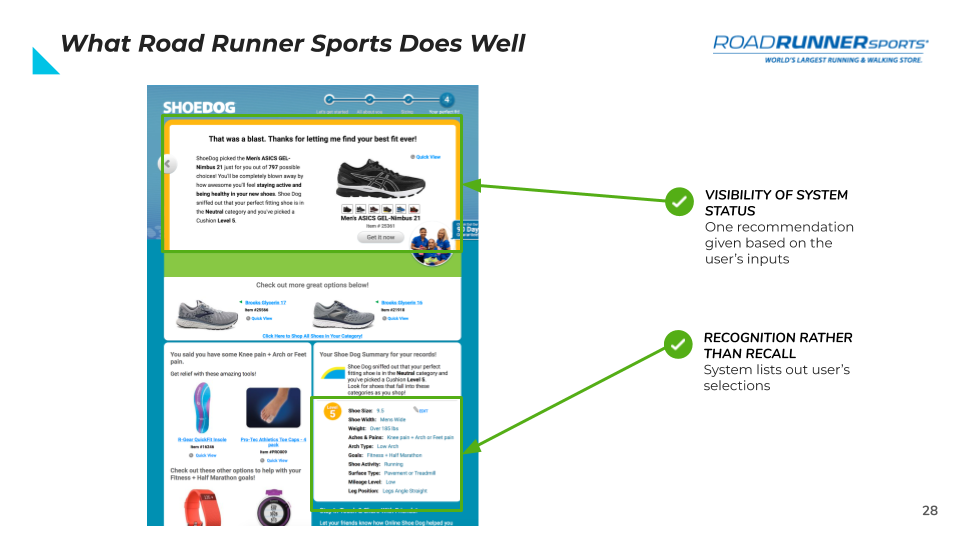 What Road Runner Sports Does Well
ROADRUNNERSPORTS
WORLD'S LARGEST RUNNING & WALKING STORE.
SHOEDOG
4
Let's get started
All about you
Your perfect fit!
That was a blast. Thanks for letting me find your best fit ever!
ShoeDog picked the Men's ASICS GEL-
Nimbus 21 just for you out of 797 possible
choices! You'll be completely blown away by
how awesome you'll feel staying active and
being healthy in your new shoes. Shoe Dog
sniffed out that your perfect fitting shoe is in
the Neutral category and you've picked a
Cushion Level 5.
Quick View
Men's ASICS GEL-Nimbus 21
Item # 25361
Get it now
Check out more great options below!
Brooks Glycerin 17
Item #29566
Quick View
Brooks Glycerin 16
Item #21918
Quick View
Click Here to Shop All Shoes in Your Category!
You said you have some Knee pain + Arch or Feet
pain.
Get relief with these amazing tools!
R-Gear QuickFit Insole
Item #16246
Quick View
Pro-Tec Athletics Toe Caps - 4
pack
Item #PRO009
Quick View
Check out these other options to help with your
Fitness + Half Marathon goals!
Your Shoe Dog Summary for your records!
Shoe Dog sniffed out that your perfect
fitting shoe is in the Neutral category and
you've picked a Cushion Level 5.
Look for shoes that fall into these
categories as you shop!
5
Shoe Size: 9.5
EDIT
Shoe Width: Mens Wide
Weight: Over 185 lbs
Aches & Pains: Knee pain + Arch or Feet pain
Arch Type: Low Arch
Goals: Fitness + Half Marathon
Shoe Activity: Running
Surface Type: Pavement or Treadmill
Mileage Level: Low
Leg Position: Legs Angle Straight
Stay In Touch & Share With Friends!
Let your friends know how Online Shoe Dog helped you
VISIBILITY OF SYSTEM
STATUS
One recommendation
given based on the
user's inputs
RECOGNITION RATHER
THAN RECALL
System lists out user's
selections
28